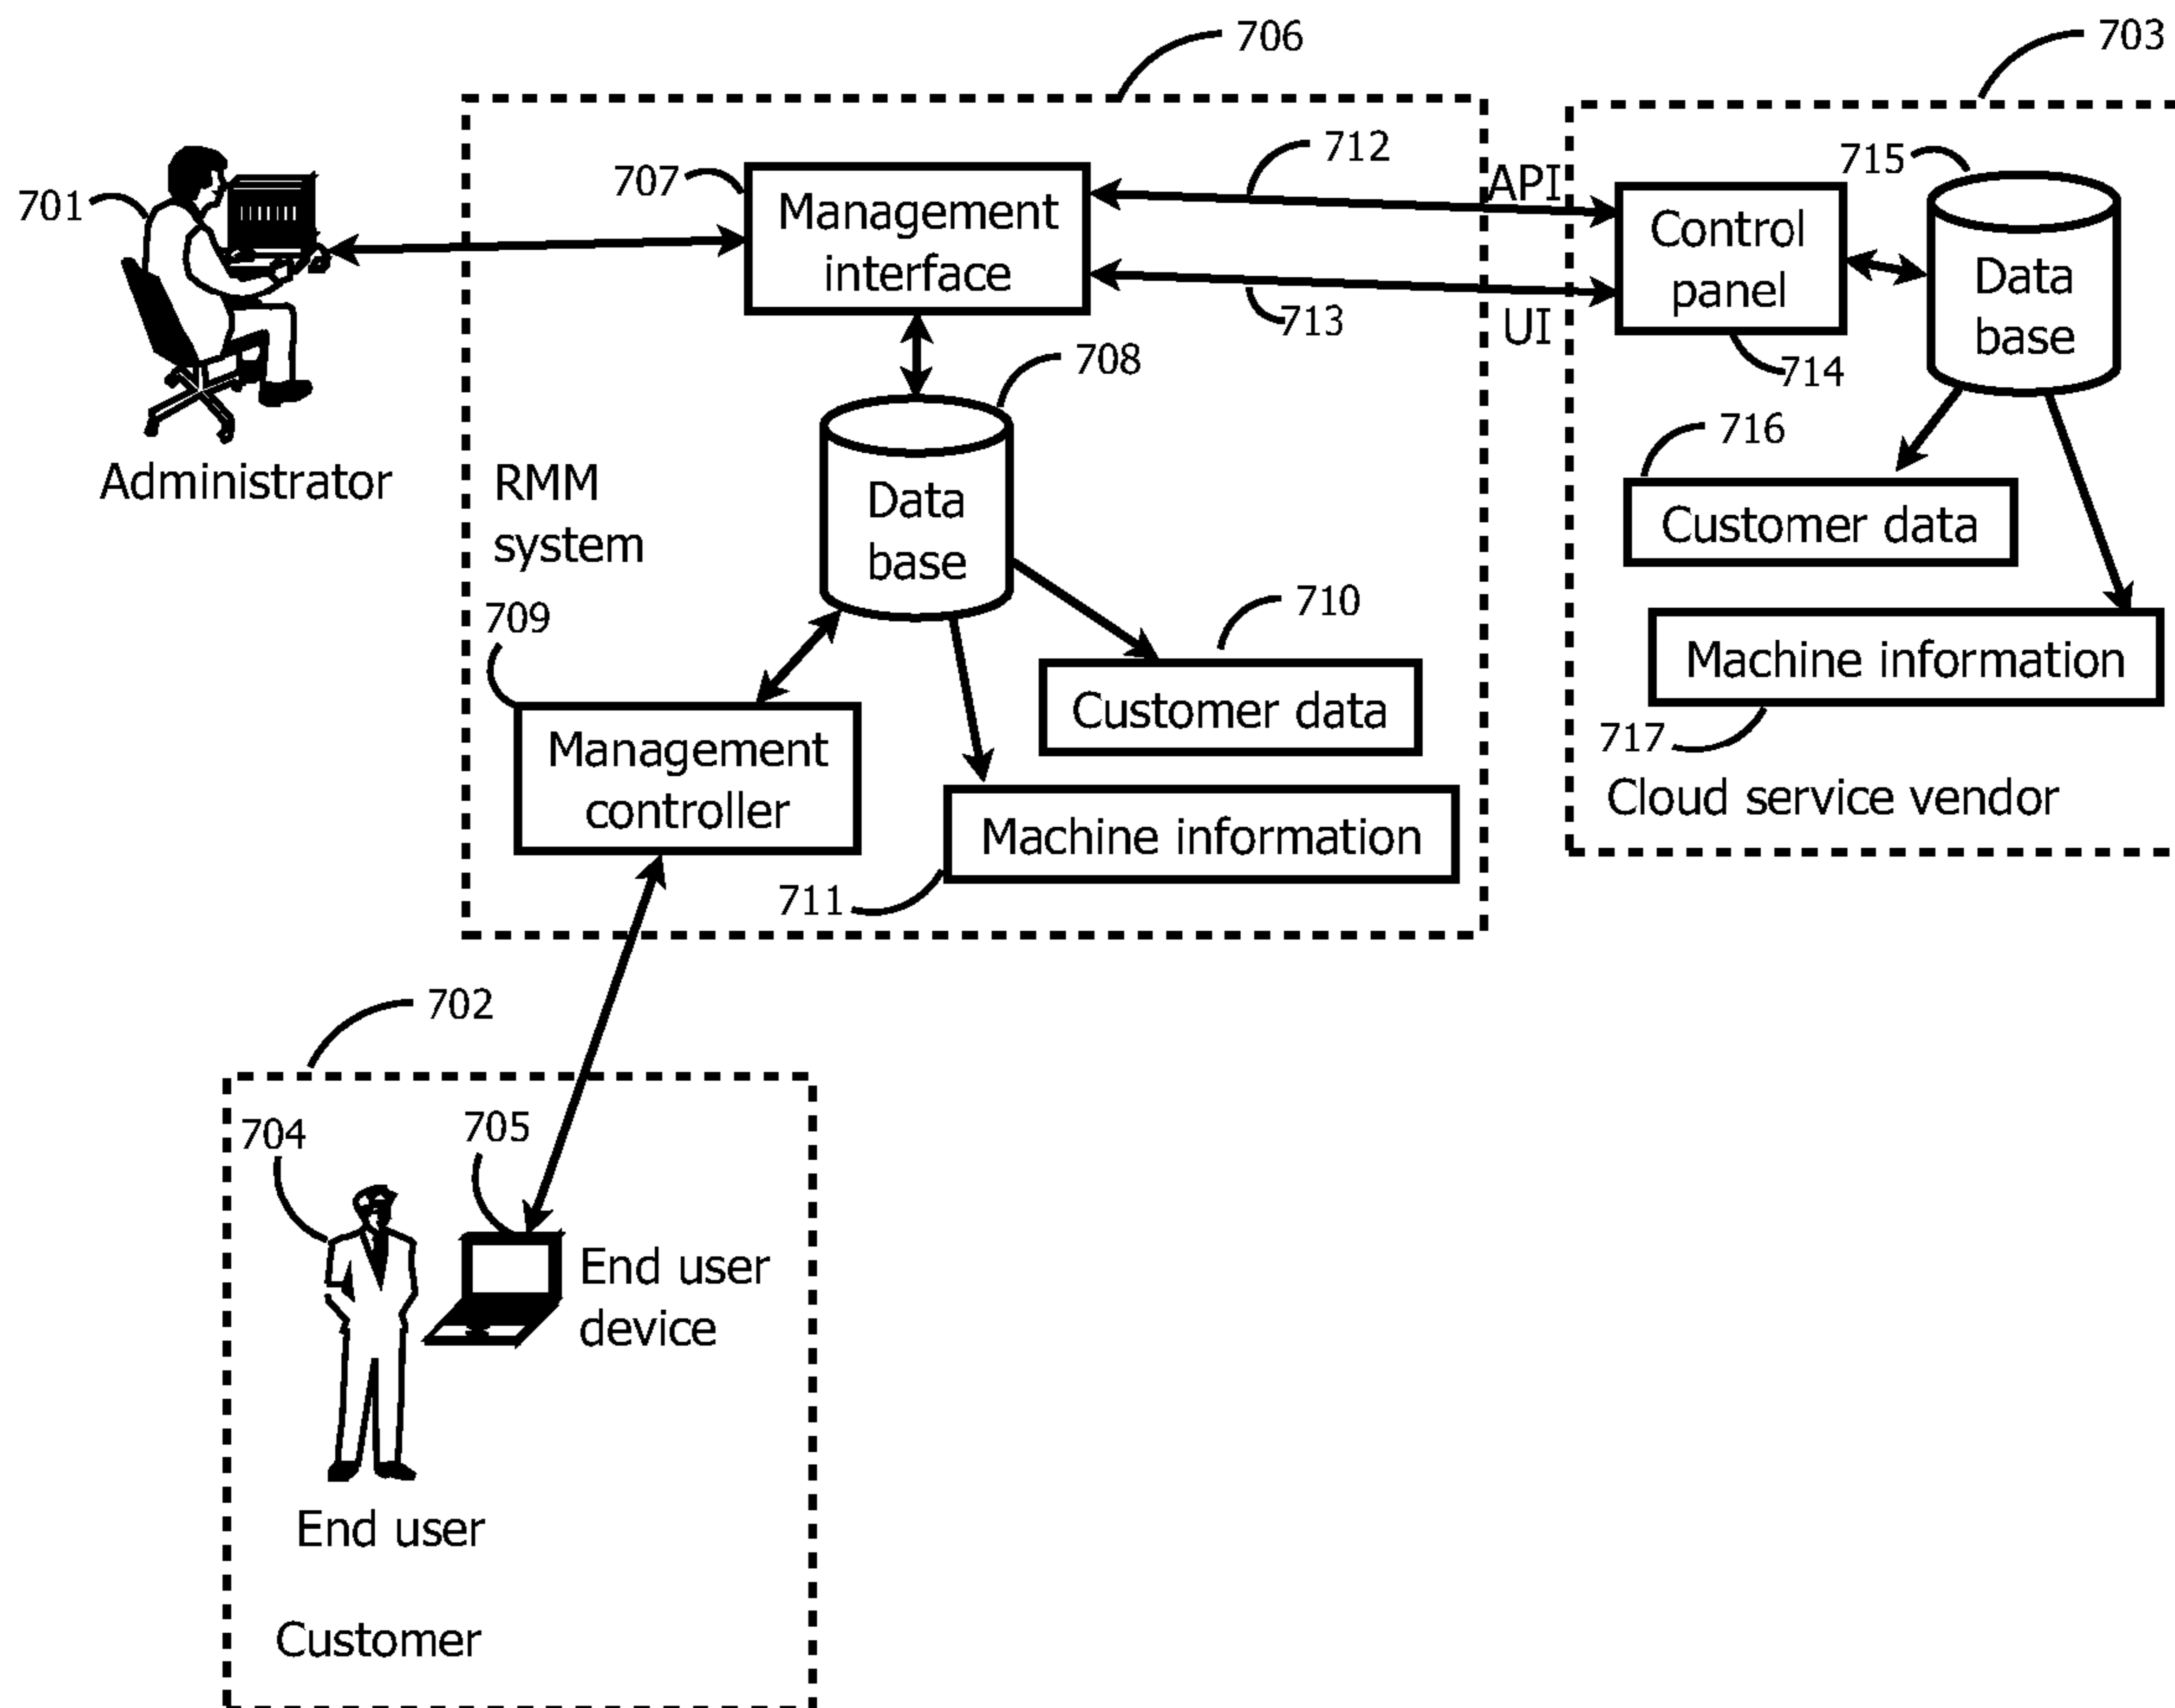 706
703
712
API
715
707
Management
interface
701
Control
panel
Data
base
713
UI
714
708
716
Administrator
RMM
system
Data
base
Customer data
709
710
Machine information
Customer data
717
Management
controller
Cloud service vendor
Machine information
711
702
704
705
End user
device
End user
Customer